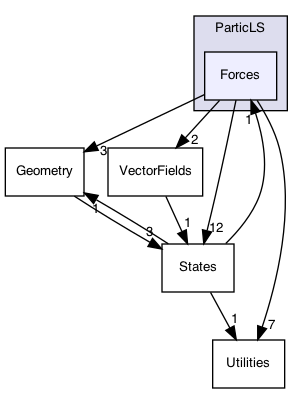 ParticLS
Forces
1
3
2
Geometry
VectorFields
1
3
1
12
States
1
7
Utilities